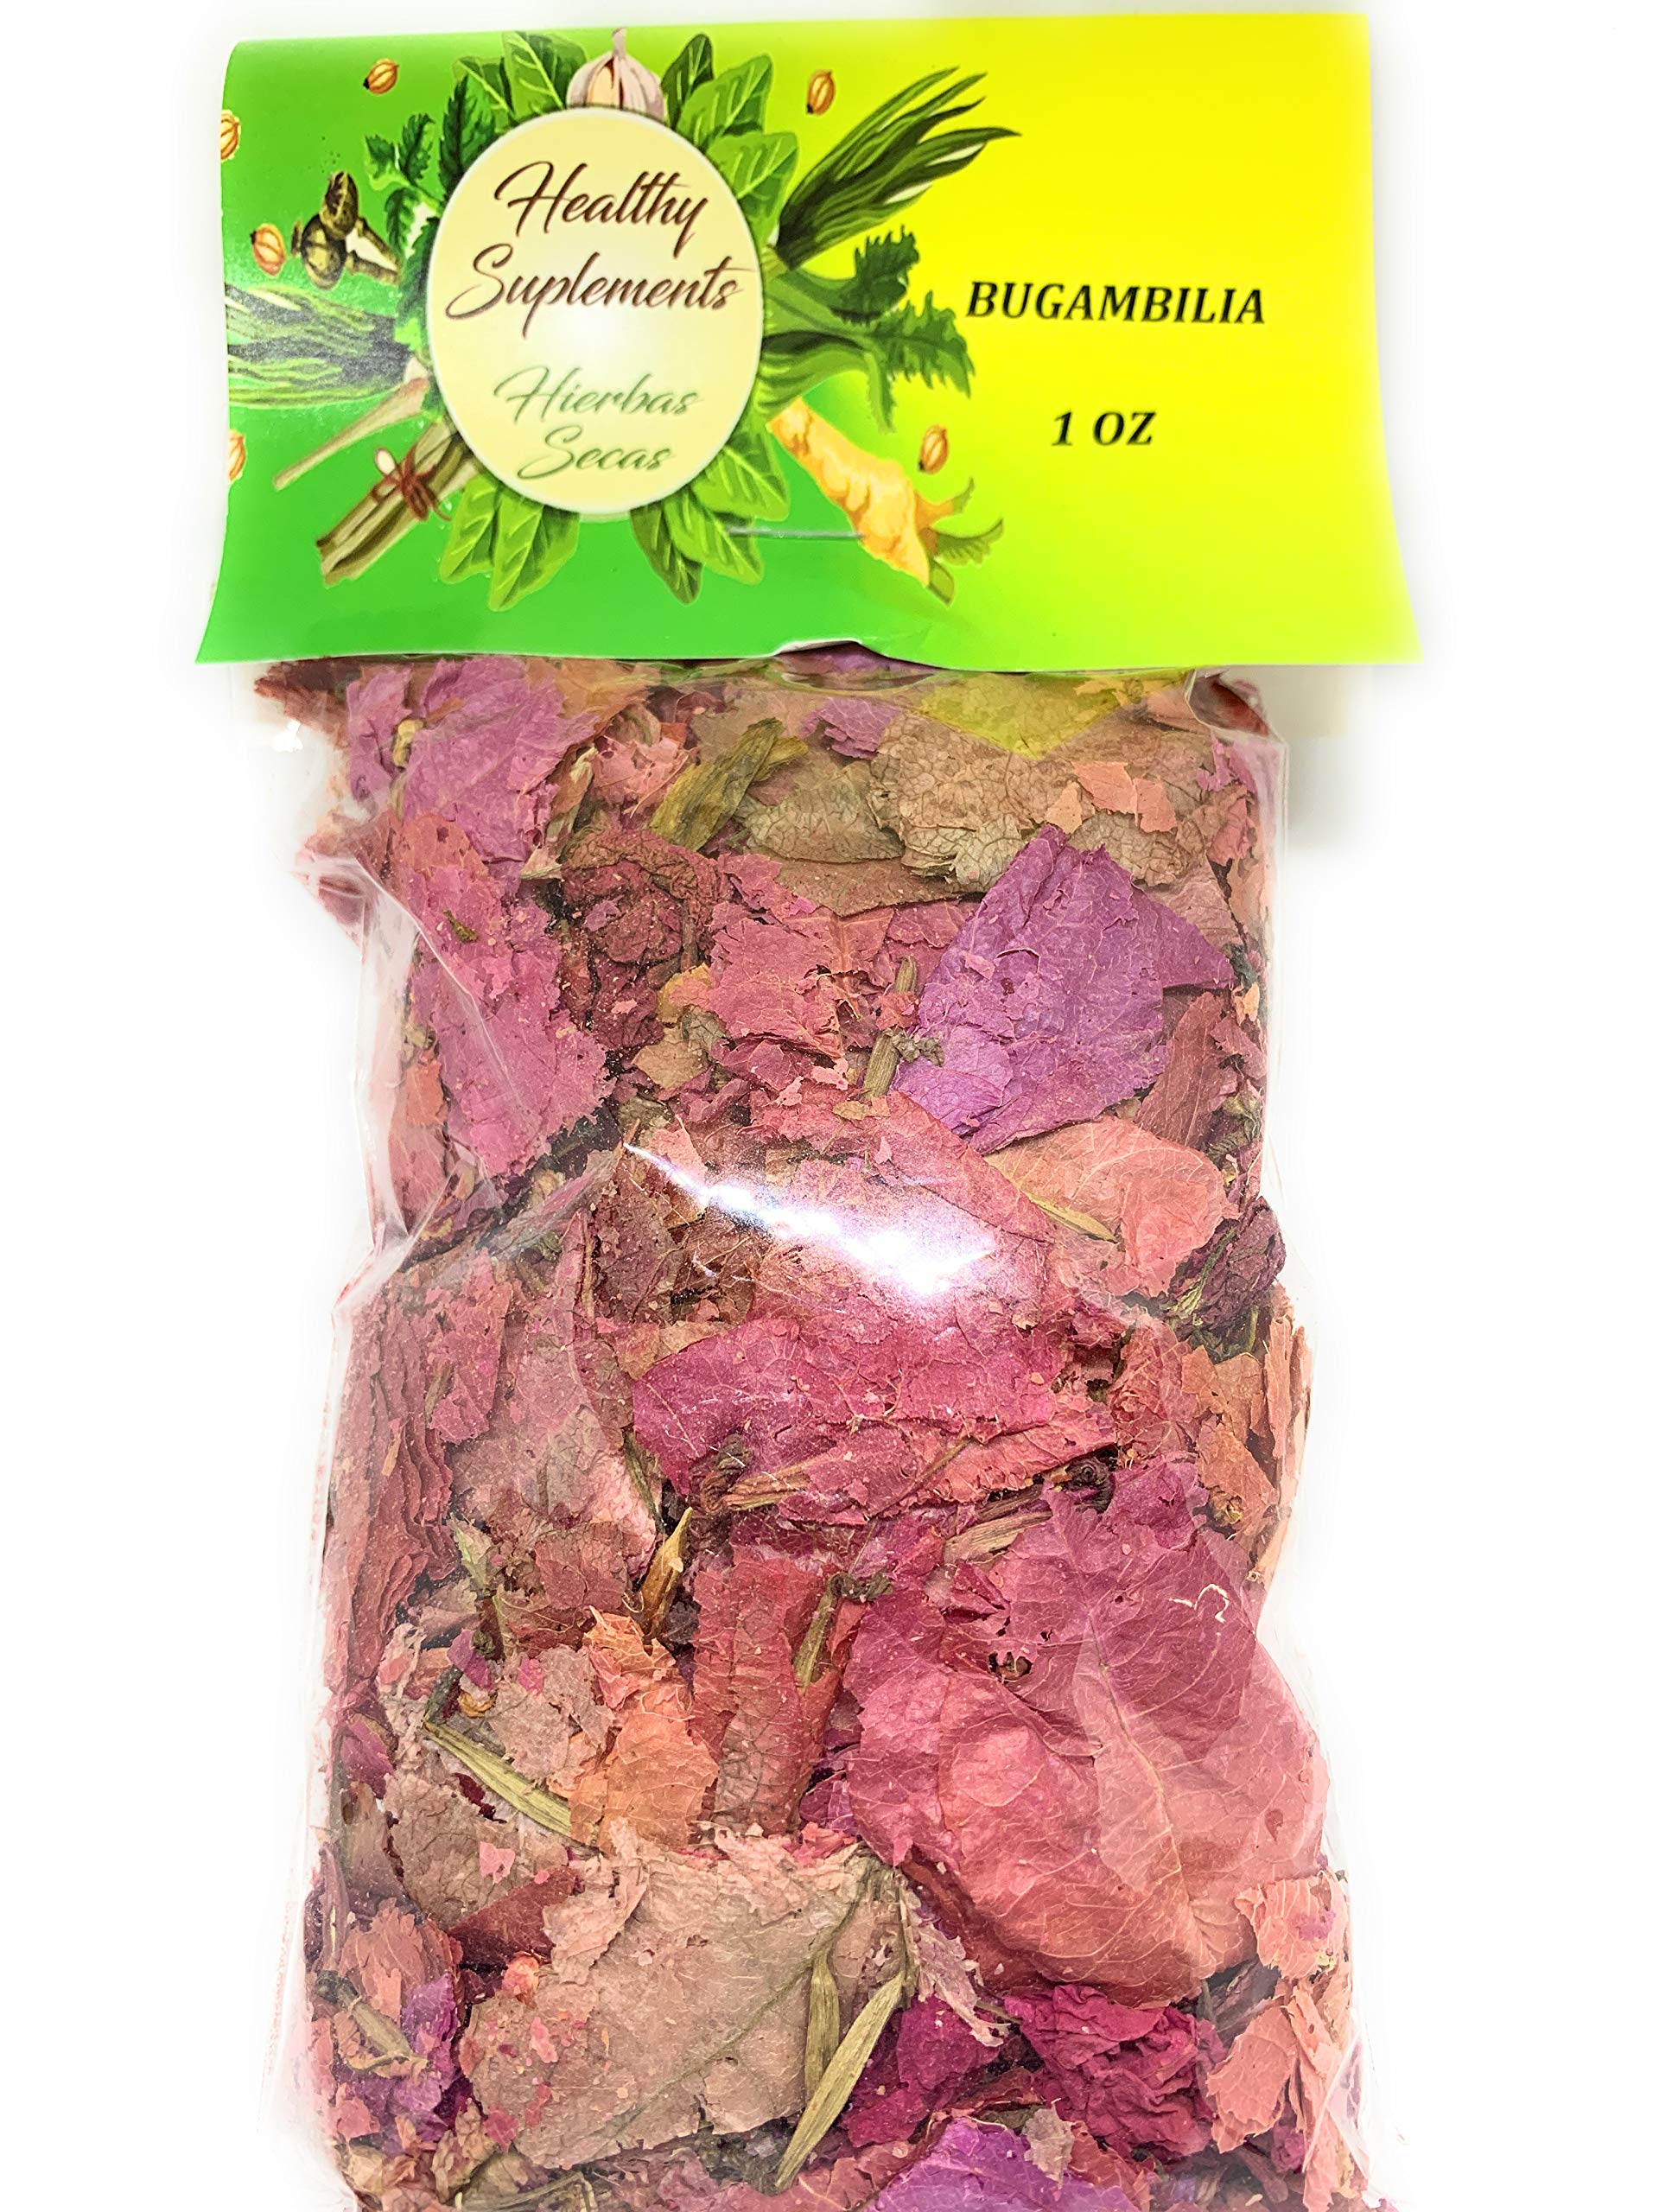 Healthy
Suplements
Hierbas
Secas
BUGAMBILIA
1 OZ